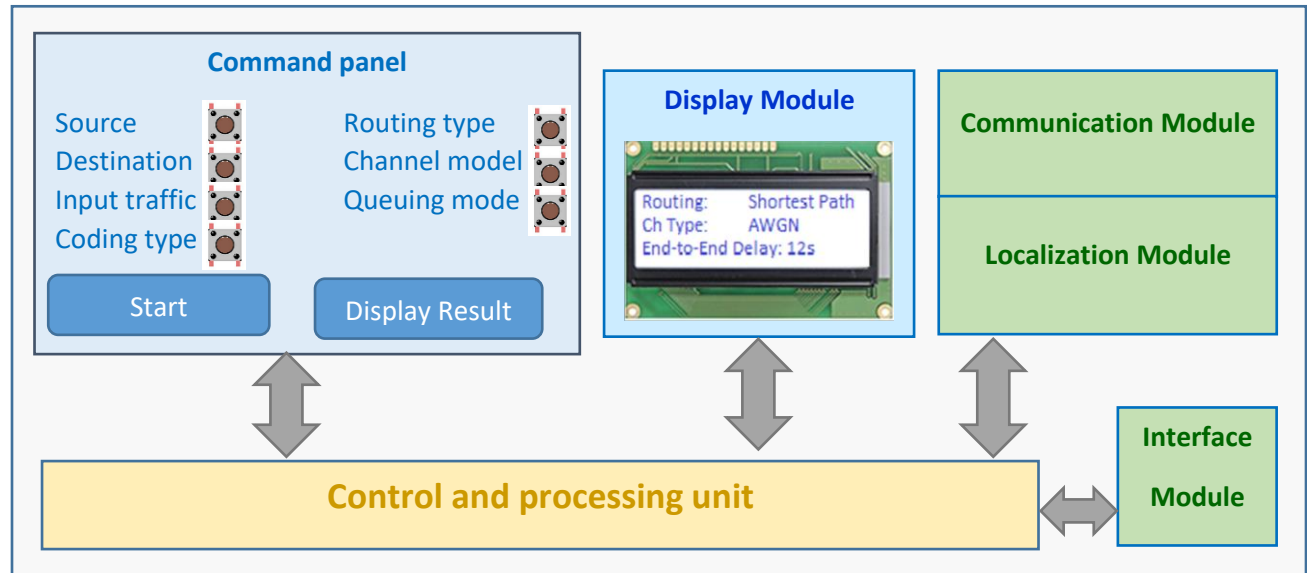 Command panel
Source
Destination
Input traffic
Coding type
Routing type
Channel model
Queuing mode
Start
Display Result
Display Module
Routing: Shortest Path
Ch Type: AWGN
End-to-End Delay: 12s
Communication Module
Localization Module
Control and processing unit
Interface
Module